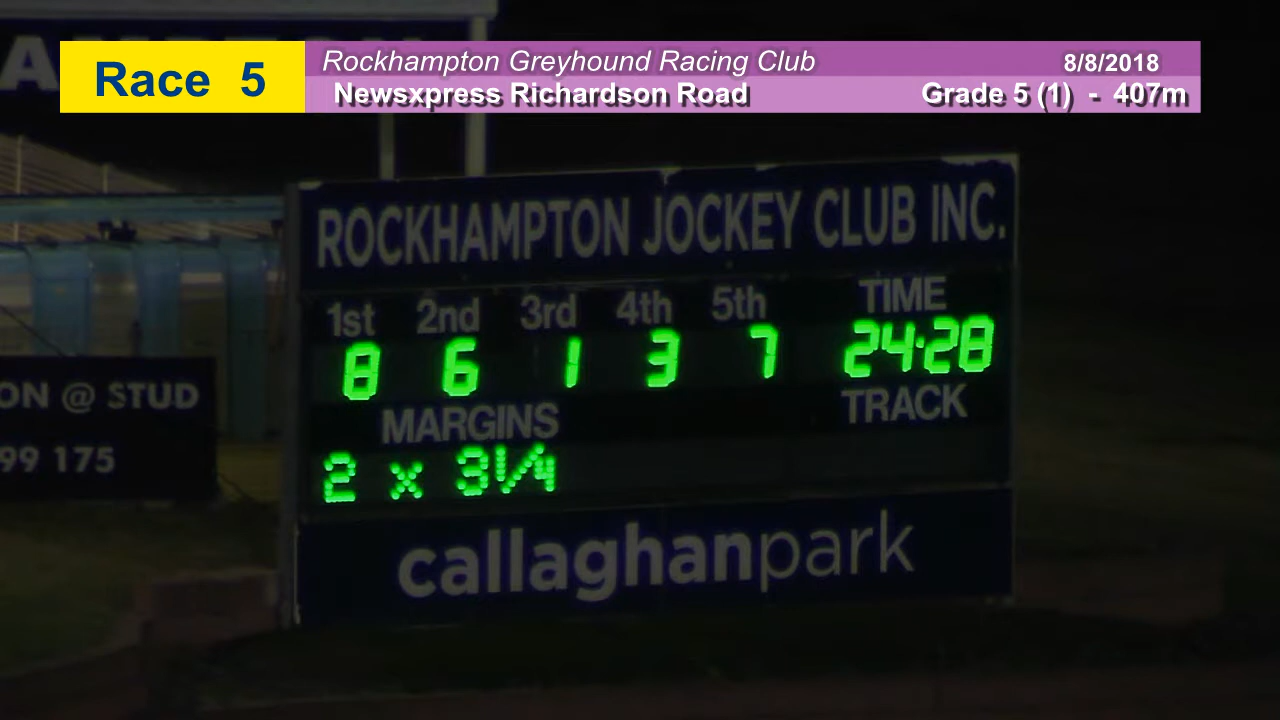 Race 5
Rockhampton Greyhound Racing Club 8/8/2018
Newsxpress Richardson Road Grade 5 (1) - 407m
ROCKHAMPTON JOCKEY CLUB INC.
1st 2nd 3rd 4th 5th TIME
8 6 1 3 7 24·28
MARGINS TRACK
2 x 3¼
callaghanpark
ON @ STUD
99 175